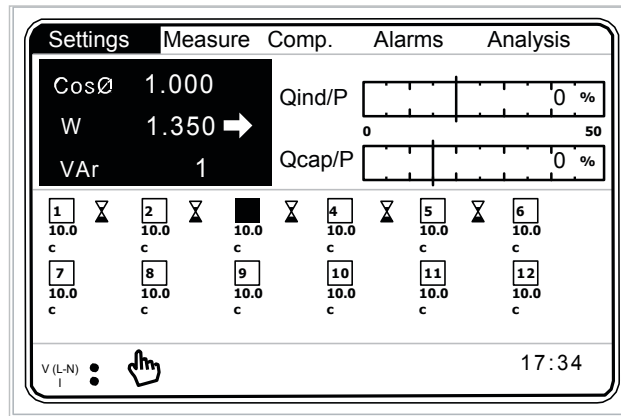 Settings Measure Comp. Alarms Analysis
CosØ 1.000
W 1.350
VAr 1
Qind/P 0 %
0 50
Qcap/P 0 %
1 2 4 5 6
10.0 10.0 10.0 10.0 10.0 10.0
c c c c c c
7 8 9 10 11 12
10.0 10.0 10.0 10.0 10.0 10.0
c c c c c c
V (L-N)
I
17:34